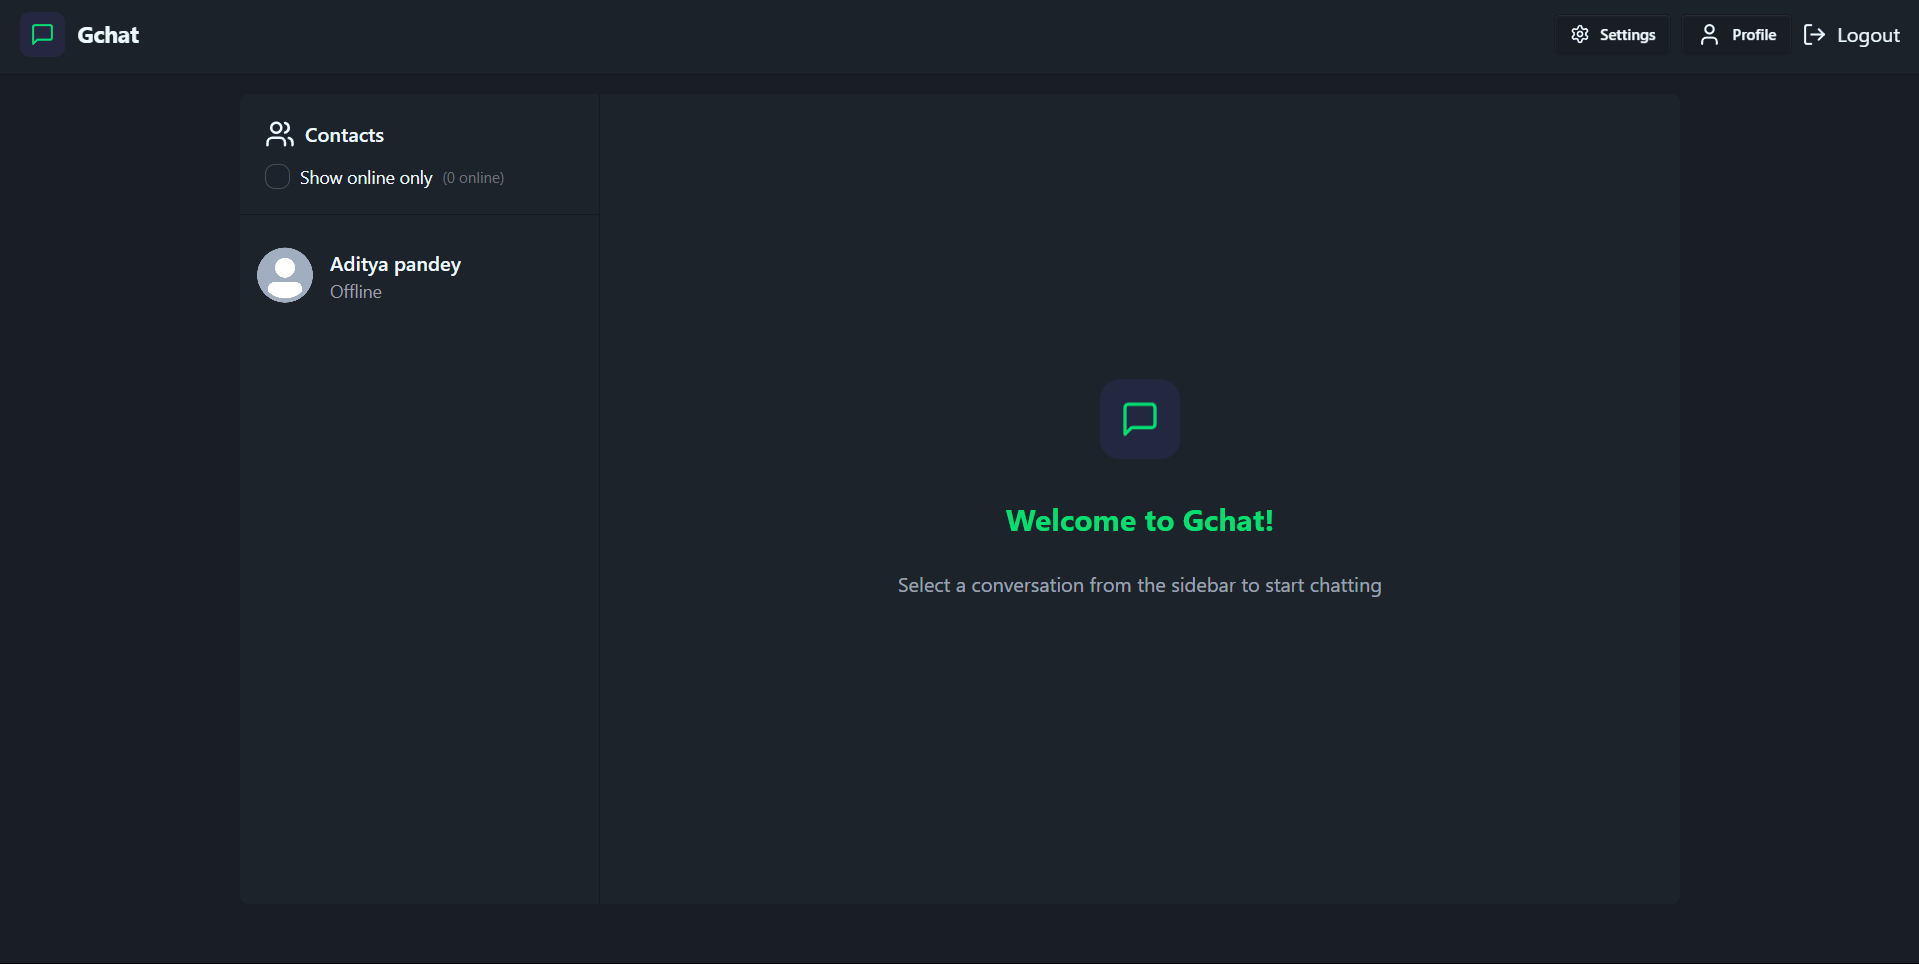 Gchat
Settings
Profile
Logout
Contacts
Show online only (0 online)
Aditya pandey
Offline
Welcome to Gchat!
Select a conversation from the sidebar to start chatting